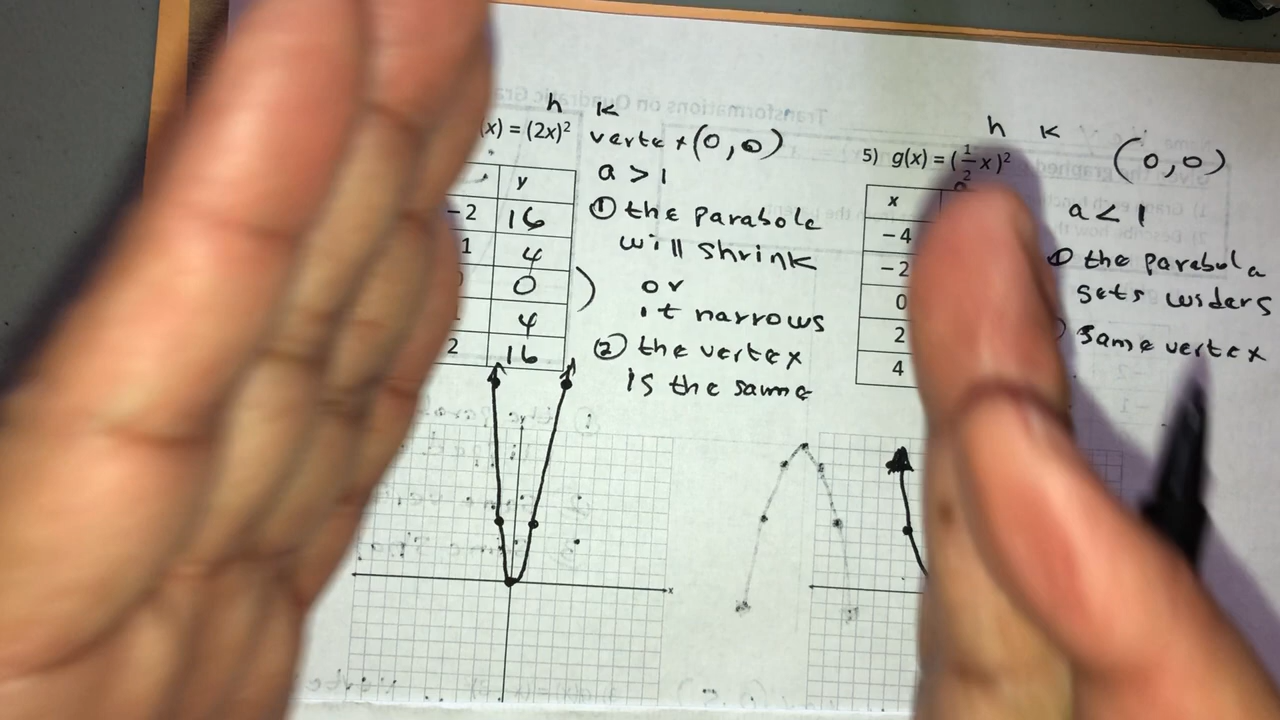 h k
(x) = (2x)² vertex (0,0)
y
-2 16
1 4
0
4
2 16
a > 1
① the parabola
will shrink
or
it narrows
② the vertex
is the same
y
x
h k
5) g(x) = (1/2 x)² (0,0)
x
-4
-2
0
2
4
a < 1
① the parabola
gets widers
same vertex
x